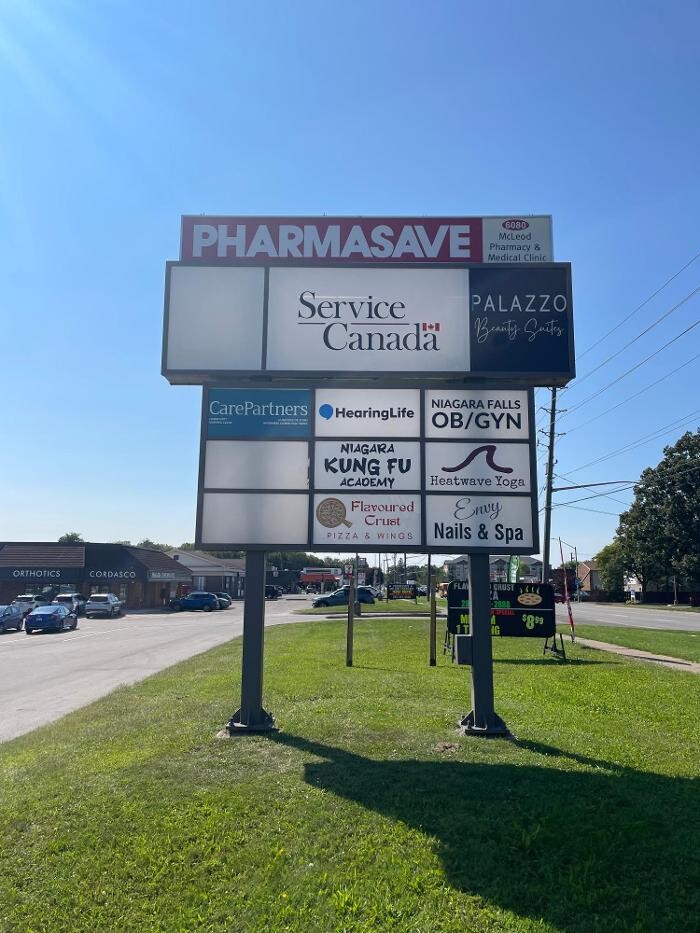 PHARMASAVE
6080
McLeod
Pharmacy &
Medical Clinic
Service
Canada
PALAZZO
Beauty Suites
CarePartners
HearingLife
NIAGARA FALLS
OB/GYN
NIAGARA
KUNG FU
ACADEMY
Heatwave Yoga
Flavoured
Crust
PIZZA & WINGS
Envy
Nails & Spa
ORTHOTICS
CORDASCO
CRUST
$8.99